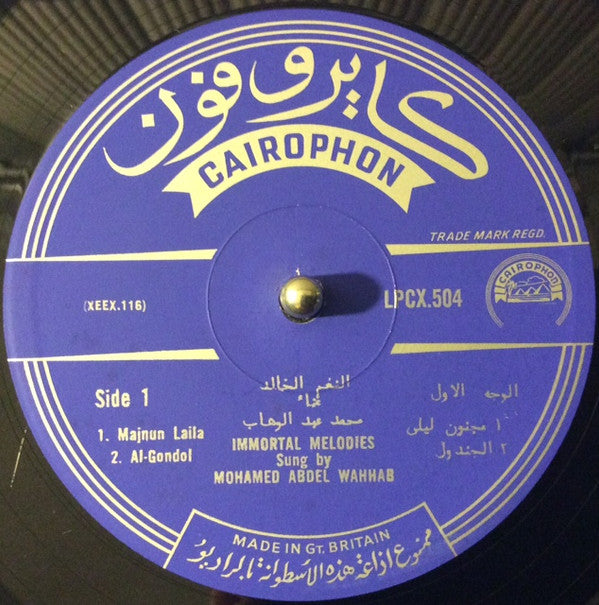 كايروفون
CAIROPHON
TRADE MARK REGD.
(XEEX.116)
LPCX.504
CAIROPHON
النغم الخالد
غناء
محمد عبد الوهاب
IMMORTAL MELODIES
Sung by
MOHAMED ABDEL WAHHAB
Side 1
1. Majnun Laila
2. Al-Gondol
الوجه الاول
١ مجنون ليلى
٢ الجندول
MADE IN GT. BRITAIN
ممنوع اذاعة هذه الاسطوانة بالراديو